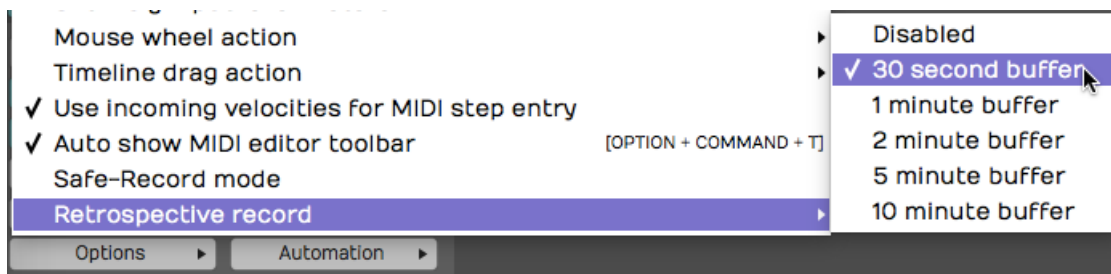 Mouse wheel action
Timeline drag action
✓ Use incoming velocities for MIDI step entry
✓ Auto show MIDI editor toolbar [OPTION + COMMAND + T]
Safe-Record mode
Retrospective record
Disabled
✓ 30 second buffer
1 minute buffer
2 minute buffer
5 minute buffer
10 minute buffer
Options
Automation